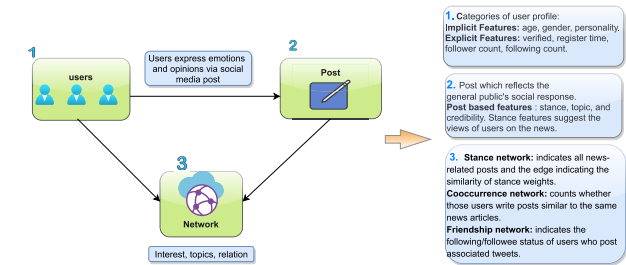 1
users
Users express emotions
and opinions via social
media post
2
Post
3
Network
Interest, topics, relation
1. Categories of user profile:
Implicit Features: age, gender, personality.
Explicit Features: verified, register time,
follower count, following count.
2. Post which reflects the
general public's social response.
Post based features : stance, topic, and
credibility. Stance features suggest the
views of users on the news.
3. Stance network: indicates all news-
related posts and the edge indicating the
similarity of stance weights.
Cooccurrence network: counts whether
those users write posts similar to the same
news articles.
Friendship network: indicates the
following/followee status of users who post
associated tweets.